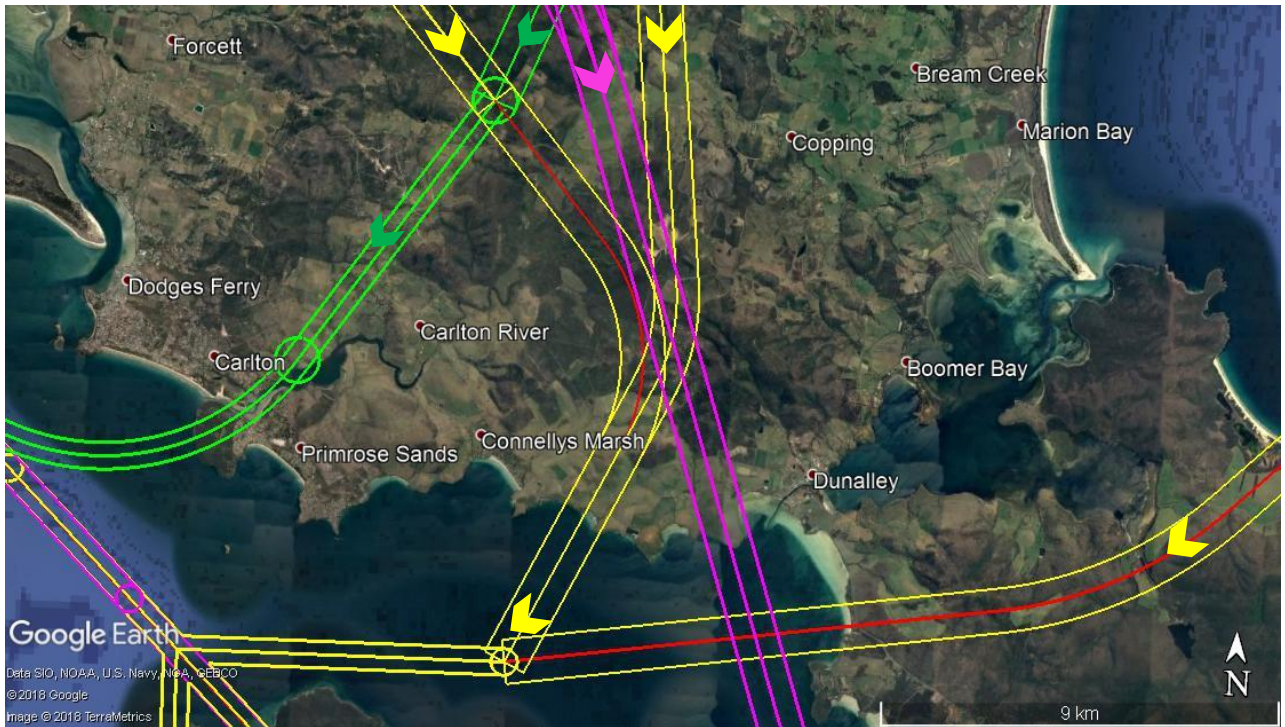 Forcett
Bream Creek
Marion Bay
Copping
Dodges Ferry
Carlton River
Carlton
Boomer Bay
Connellys Marsh
Primrose Sands
Dunalley
Google Earth
Data SIO, NOAA, U.S. Navy, NGA, GEBCO
© 2018 Google
Image © 2018 TerraMetrics
N
9 km